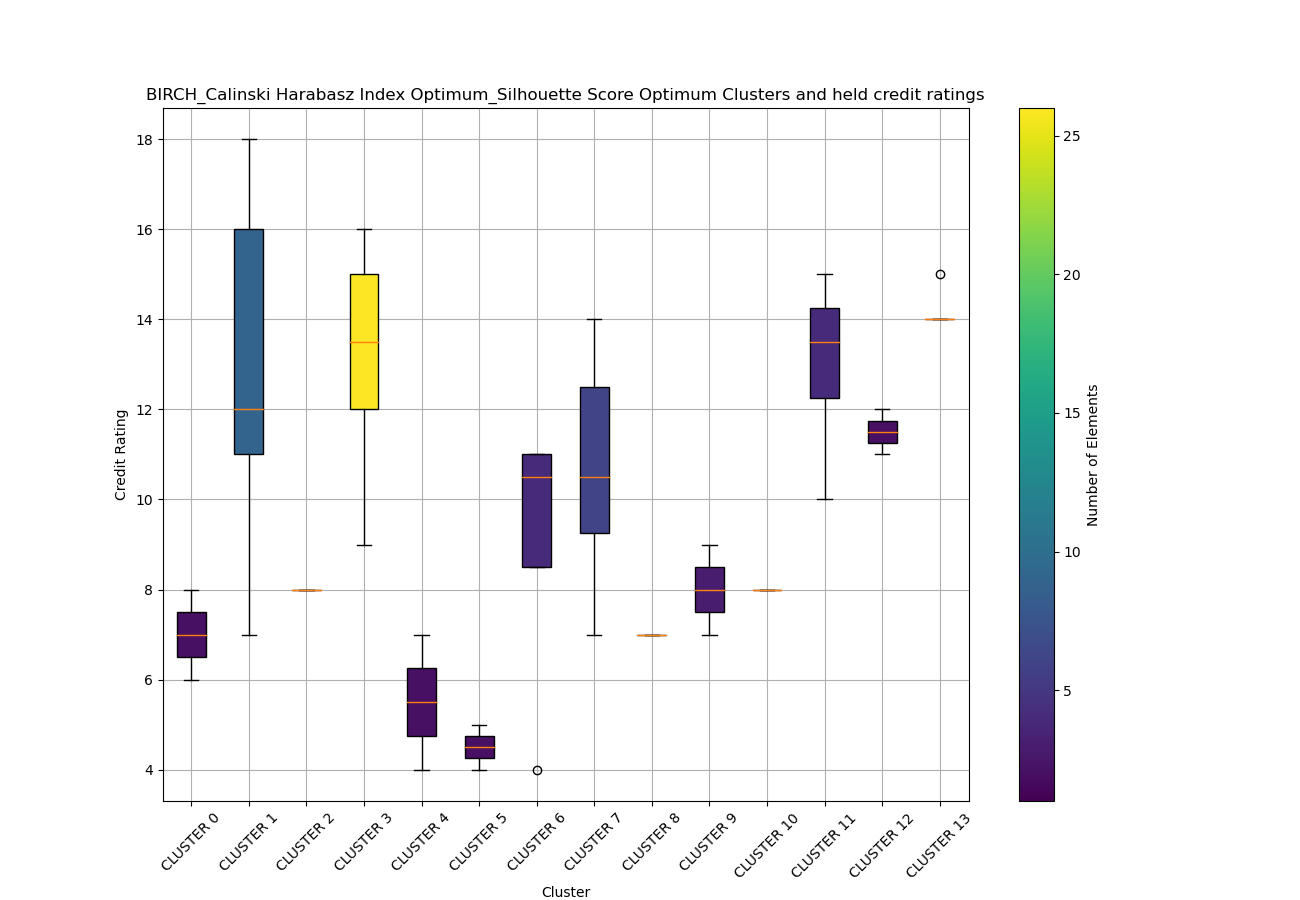 BIRCH_Calinski Harabasz Index Optimum_Silhouette Score Optimum Clusters and held credit ratings
18
16
14
12
10
8
6
4
Credit Rating
CLUSTER 0
CLUSTER 1
CLUSTER 2
CLUSTER 3
CLUSTER 4
CLUSTER 5
CLUSTER 6
CLUSTER 7
CLUSTER 8
CLUSTER 9
CLUSTER 10
CLUSTER 11
CLUSTER 12
CLUSTER 13
Cluster
25
20
15
10
5
Number of Elements